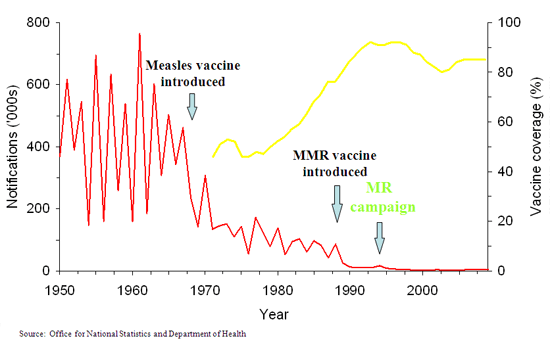 800
600
400
200
0
Notifications ('000s)
100
80
60
40
20
0
Vaccine coverage (%)
Measles vaccine
introduced
MMR vaccine
introduced
MR
campaign
1950
1960
1970
1980
1990
2000
Year
Source: Office for National Statistics and Department of Health